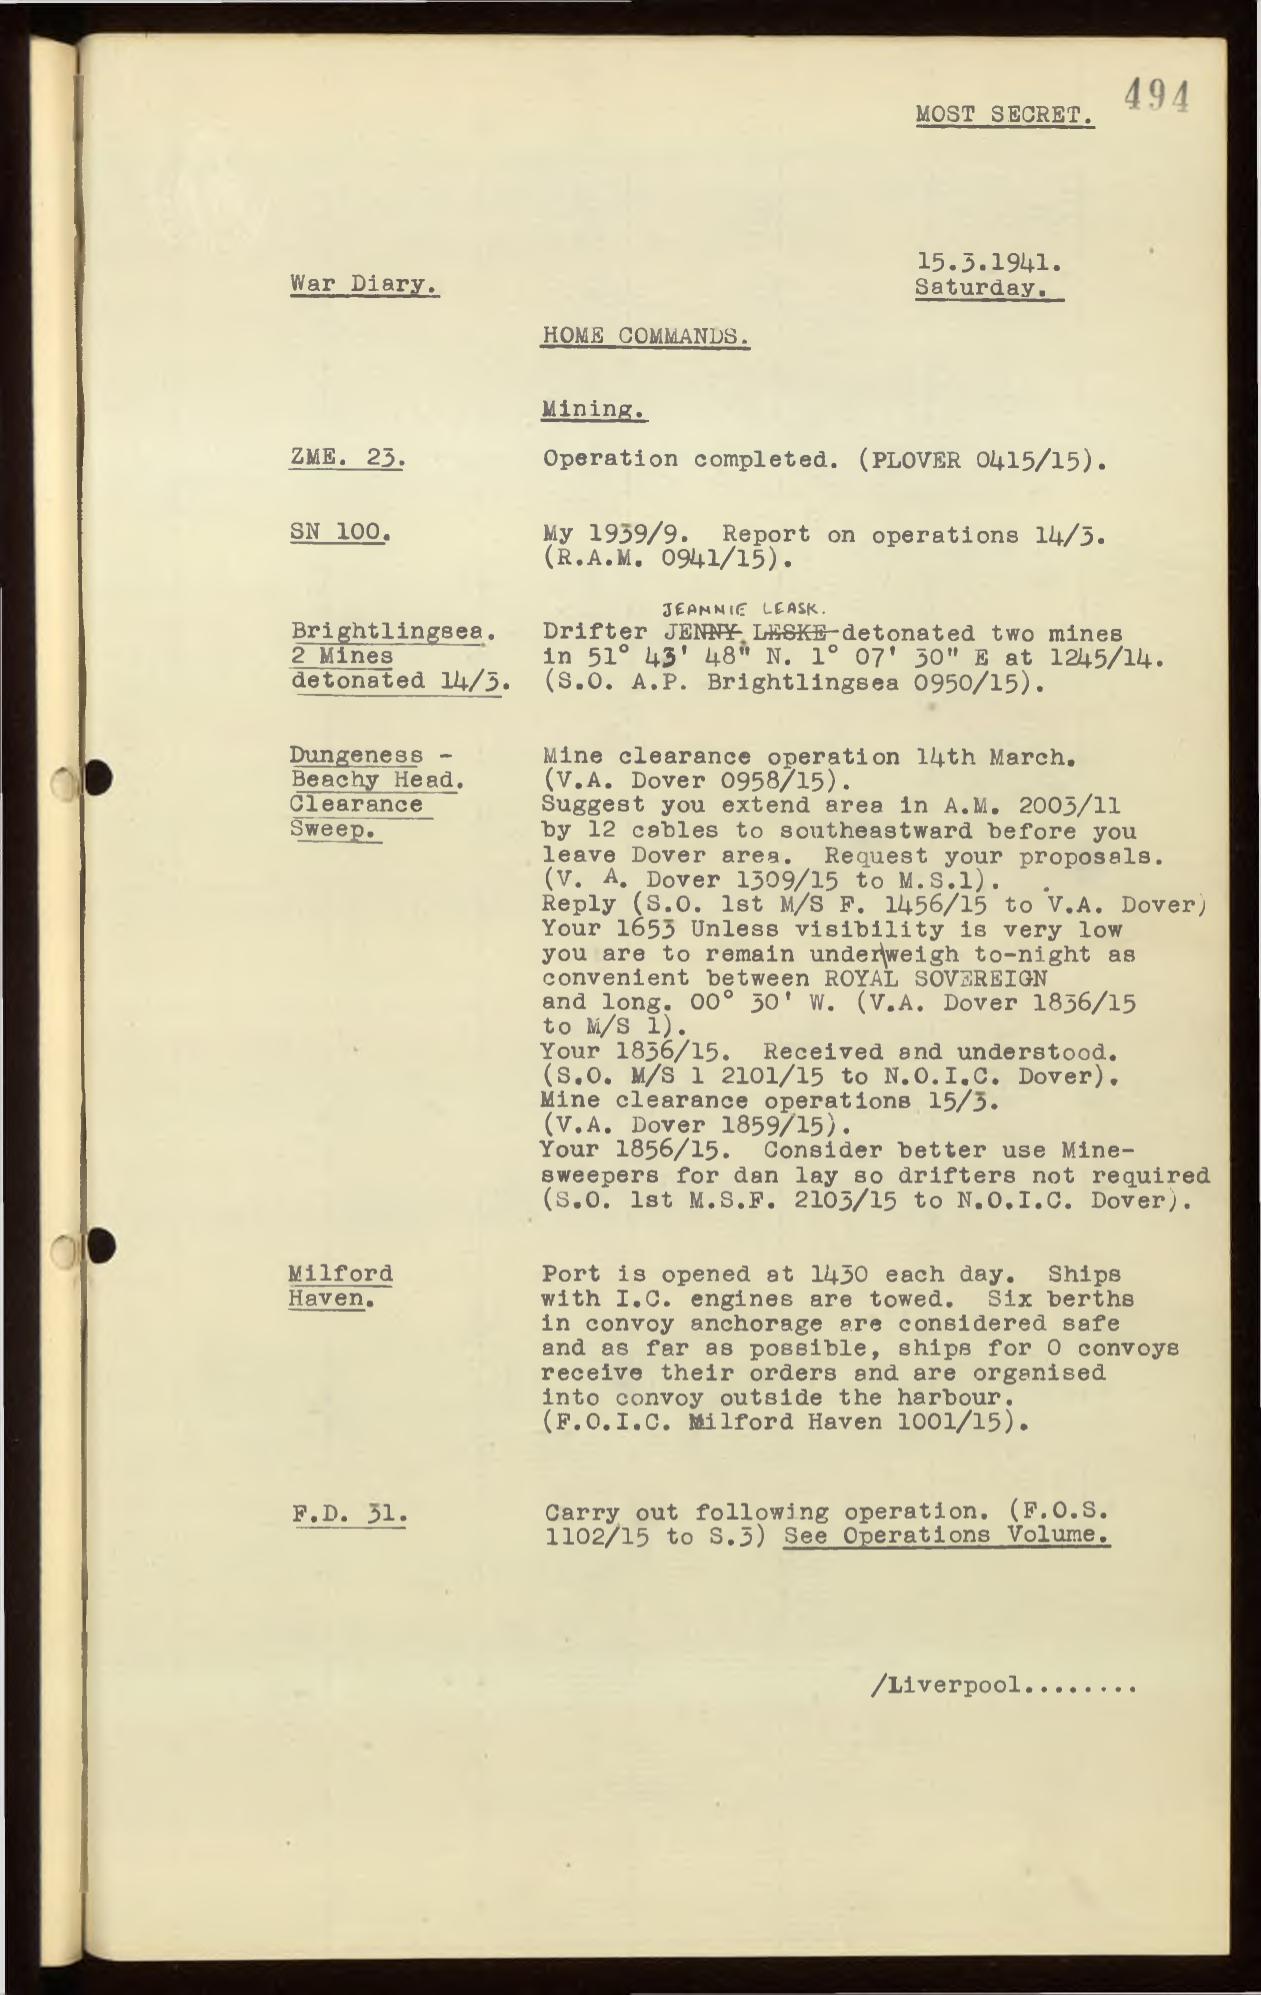 494
MOST SECRET.
15.3.1941.
War Diary.
Saturday.
HOME COMMANDS.
Mining.
ZME. 23.
Operation completed. (PLOVER 0415/15).
SN 100.
My 1939/9. Report on operations 14/3.
(R.A.M. 0941/15).
Brightlingsea.
2 Mines
detonated 14/3.
JEANNIE LEASK.
Drifter JENNY LESKE detonated two mines
in 51° 43' 48" N. 1° 07' 30" E at 1245/14.
(S.O. A.P. Brightlingsea 0950/15).
Dungeness -
Beachy Head.
Clearance
Sweep.
Mine clearance operation 14th March.
(V.A. Dover 0958/15).
Suggest you extend area in A.M. 2003/11
by 12 cables to southeastward before you
leave Dover area. Request your proposals.
(V. A. Dover 1309/15 to M.S.1).
Reply (S.O. 1st M/S F. 1456/15 to V.A. Dover)
Your 1653 Unless visibility is very low
you are to remain under\weigh to-night as
convenient between ROYAL SOVEREIGN
and long. 00° 30' W. (V.A. Dover 1836/15
to M/S 1).
Your 1836/15. Received and understood.
(S.O. M/S 1 2101/15 to N.O.I.C. Dover).
Mine clearance operations 15/3.
(V.A. Dover 1859/15).
Your 1856/15. Consider better use Mine-
sweepers for dan lay so drifters not required
(S.O. 1st M.S.F. 2103/15 to N.O.I.C. Dover).
Milford
Haven.
Port is opened at 1430 each day. Ships
with I.C. engines are towed. Six berths
in convoy anchorage are considered safe
and as far as possible, ships for O convoys
receive their orders and are organised
into convoy outside the harbour.
(F.O.I.C. Milford Haven 1001/15).
F.D. 31.
Carry out following operation. (F.O.S.
1102/15 to S.3) See Operations Volume.
/Liverpool........